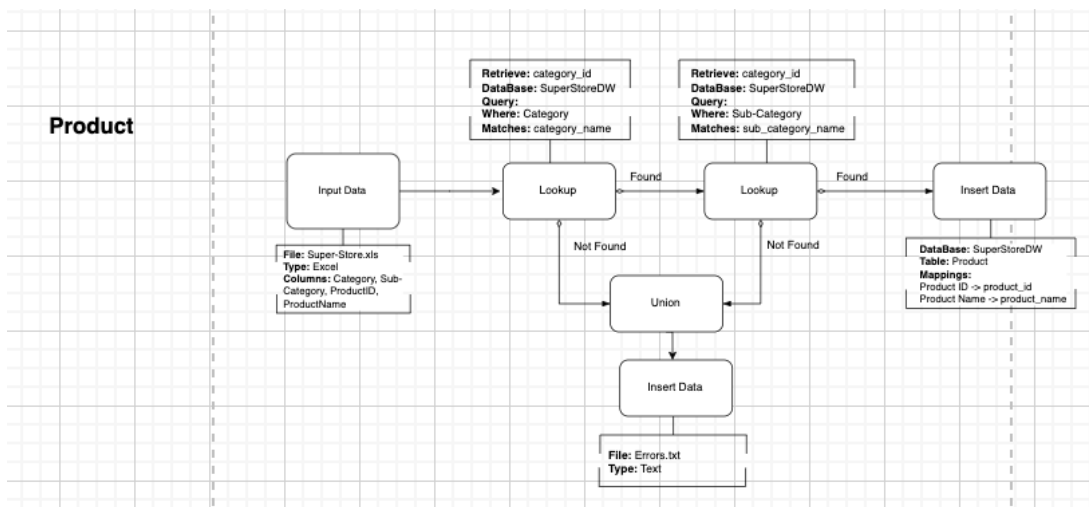 Product
Retrieve: category_id
DataBase: SuperStoreDW
Query:
Where: Category
Matches: category_name
Retrieve: category_id
DataBase: SuperStoreDW
Query:
Where: Sub-Category
Matches: sub_category_name
Input Data
Lookup
Found
Lookup
Found
Insert Data
File: Super-Store.xls
Type: Excel
Columns: Category, Sub-
Category, ProductID,
ProductName
Not Found
Not Found
DataBase: SuperStoreDW
Table: Product
Mappings:
Product ID -> product_id
Product Name -> product_name
Union
Insert Data
File: Errors.txt
Type: Text